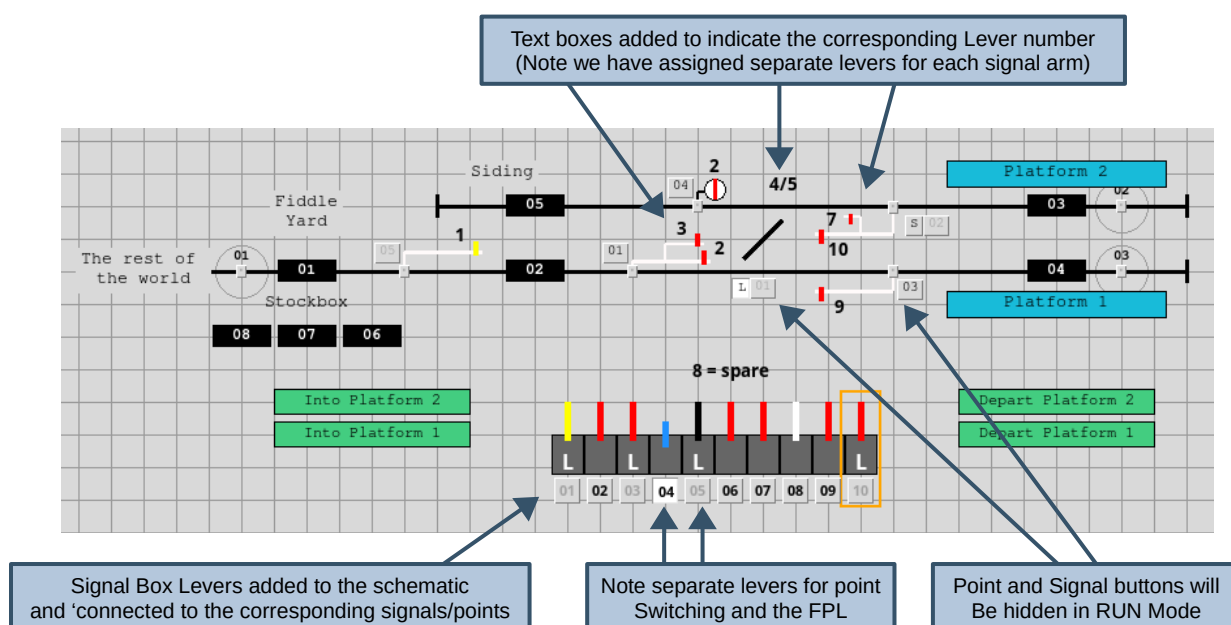 Text boxes added to indicate the corresponding Lever number
(Note we have assigned separate levers for each signal arm)
Siding
04
2
4/5
Platform 2
Fiddle
Yard
05
03
02
1
3
7
S 02
The rest of
the world
01
01
05
02
01
2
10
04
03
Stockbox
L 01
03
9
Platform 1
08
07
06
8 = spare
Into Platform 2
Depart Platform 2
Into Platform 1
Depart Platform 1
L
L
L
L
01
02
03
04
05
06
07
08
09
10
Signal Box Levers added to the schematic
and ‘connected to the corresponding signals/points
Note separate levers for point
Switching and the FPL
Point and Signal buttons will
Be hidden in RUN Mode